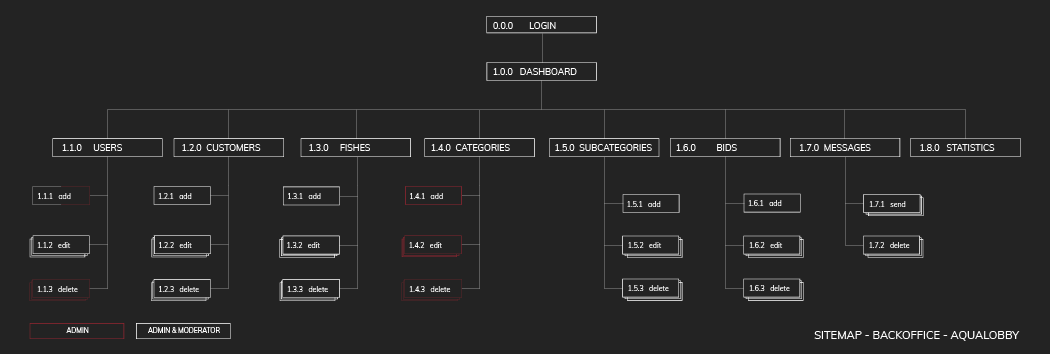 0.0.0 LOGIN
1.0.0 DASHBOARD
1.1.0 USERS
1.2.0 CUSTOMERS
1.3.0 FISHES
1.4.0 CATEGORIES
1.5.0 SUBCATEGORIES
1.6.0 BIDS
1.7.0 MESSAGES
1.8.0 STATISTICS
1.1.1 add
1.1.2 edit
1.1.3 delete
1.2.1 add
1.2.2 edit
1.2.3 delete
1.3.1 add
1.3.2 edit
1.3.3 delete
1.4.1 add
1.4.2 edit
1.4.3 delete
1.5.1 add
1.5.2 edit
1.5.3 delete
1.6.1 add
1.6.2 edit
1.6.3 delete
1.7.1 send
1.7.2 delete
ADMIN
ADMIN & MODERATOR
SITEMAP - BACKOFFICE - AQUALOBBY